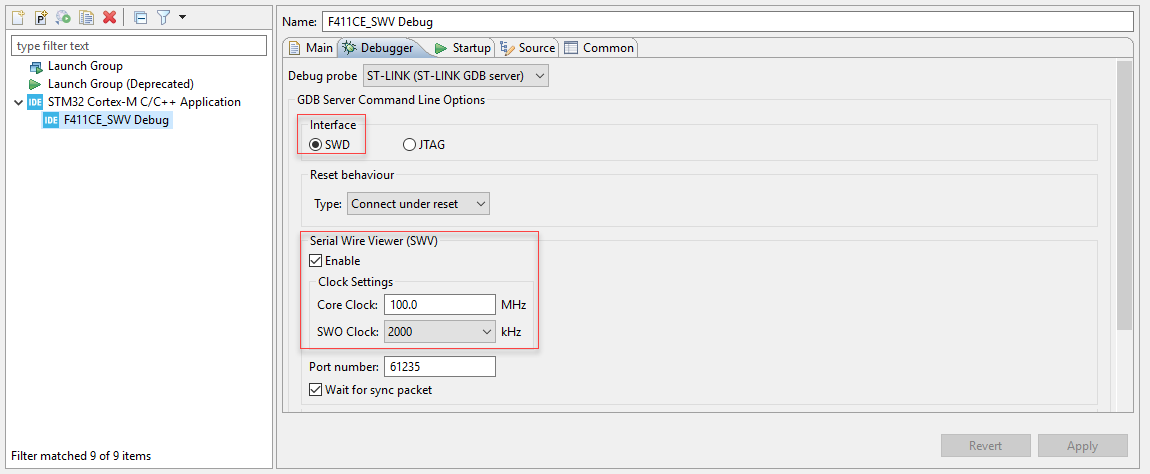 type filter text
Launch Group
Launch Group (Deprecated)
IDE STM32 Cortex-M C/C++ Application
IDE F411CE_SWV Debug
Filter matched 9 of 9 items
Name: F411CE_SWV Debug
Main Debugger Startup Source Common
Debug probe ST-LINK (ST-LINK GDB server)
GDB Server Command Line Options
Interface
SWD JTAG
Reset behaviour
Type: Connect under reset
Serial Wire Viewer (SWV)
Enable
Clock Settings
Core Clock: 100.0 MHz
SWO Clock: 2000 kHz
Port number: 61235
Wait for sync packet
Revert Apply